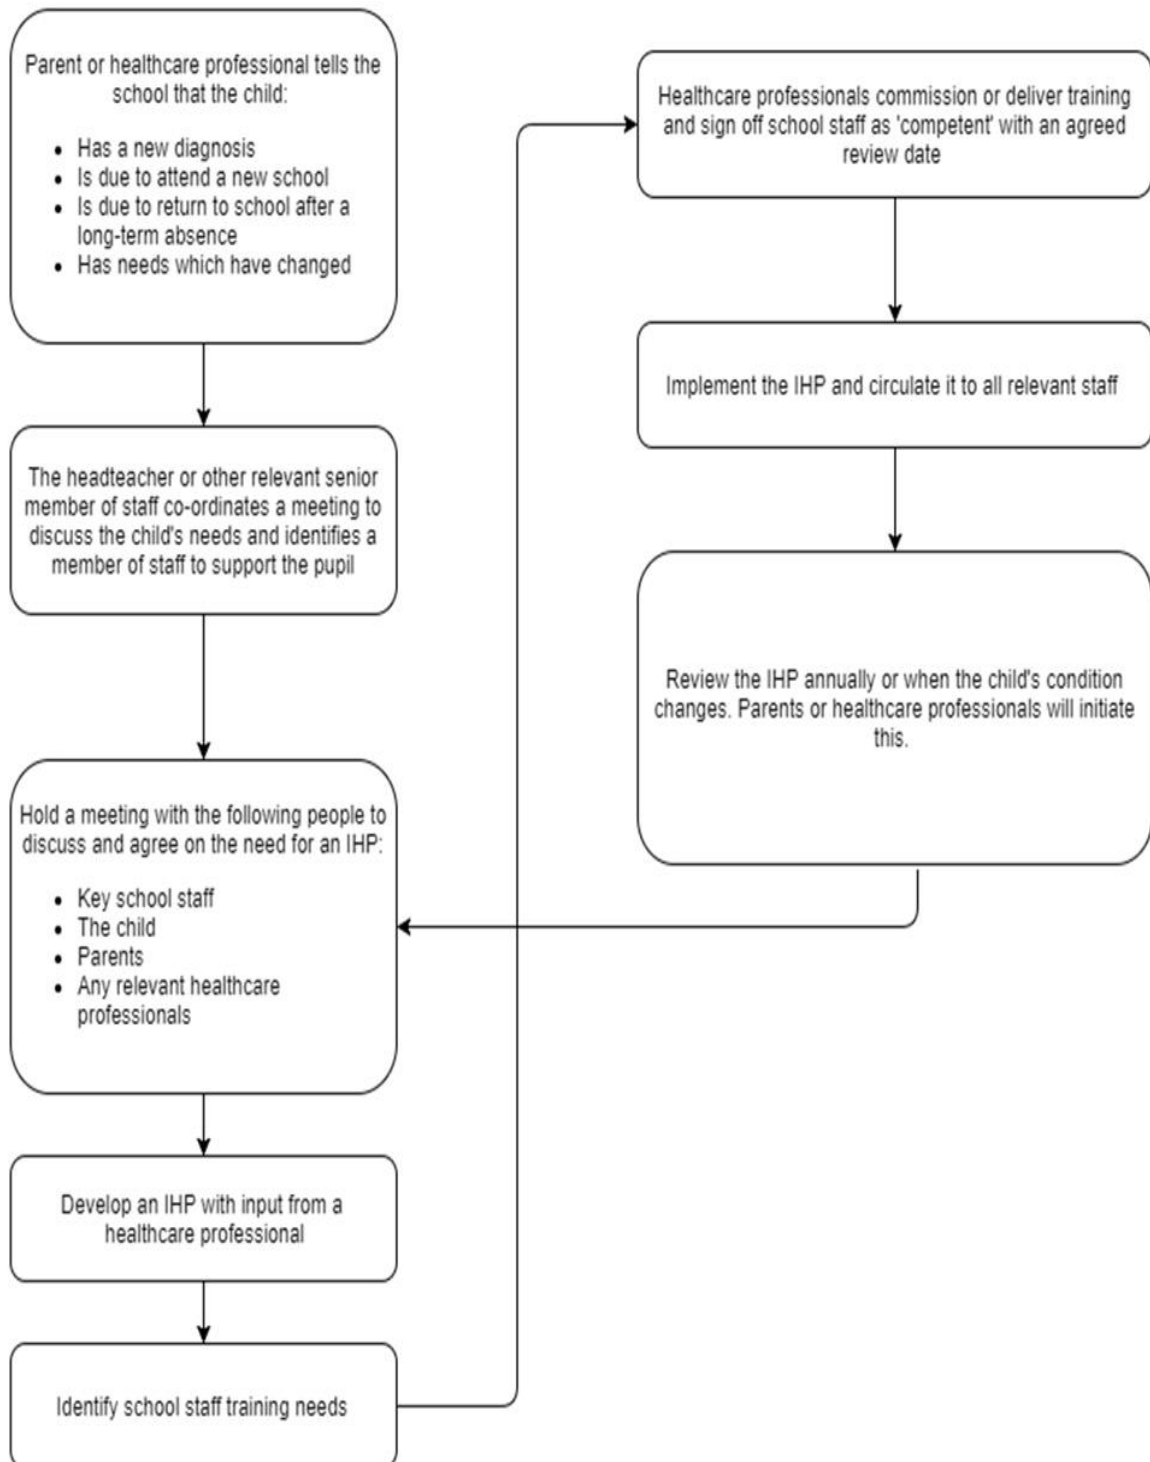 Parent or healthcare professional tells the
school that the child:
• Has a new diagnosis
• Is due to attend a new school
• Is due to return to school after a
long-term absence
• Has needs which have changed
The headteacher or other relevant senior
member of staff co-ordinates a meeting to
discuss the child's needs and identifies a
member of staff to support the pupil
Hold a meeting with the following people to
discuss and agree on the need for an IHP:
• Key school staff
• The child
• Parents
• Any relevant healthcare
professionals
Develop an IHP with input from a
healthcare professional
Identify school staff training needs
Healthcare professionals commission or deliver training
and sign off school staff as 'competent' with an agreed
review date
Implement the IHP and circulate it to all relevant staff
Review the IHP annually or when the child's condition
changes. Parents or healthcare professionals will initiate
this.